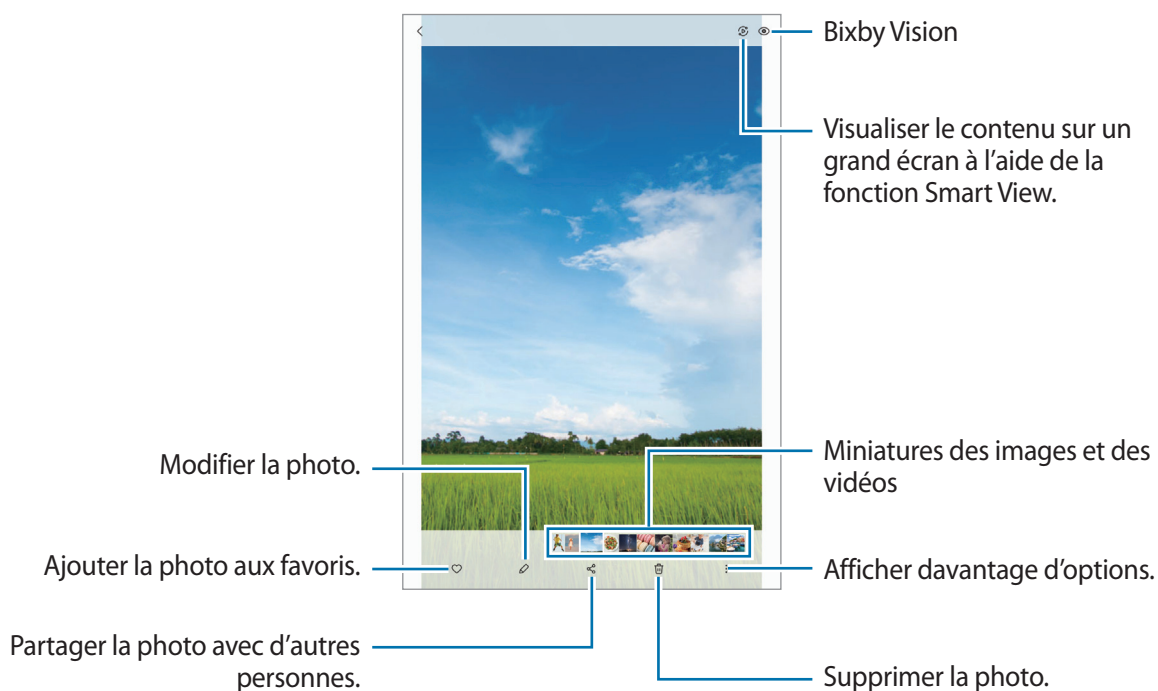 Bixby Vision
Visualiser le contenu sur un
grand écran à l'aide de la
fonction Smart View.
Miniatures des images et des
vidéos
Modifier la photo.
Ajouter la photo aux favoris.
Afficher davantage d'options.
Partager la photo avec d'autres
personnes.
Supprimer la photo.